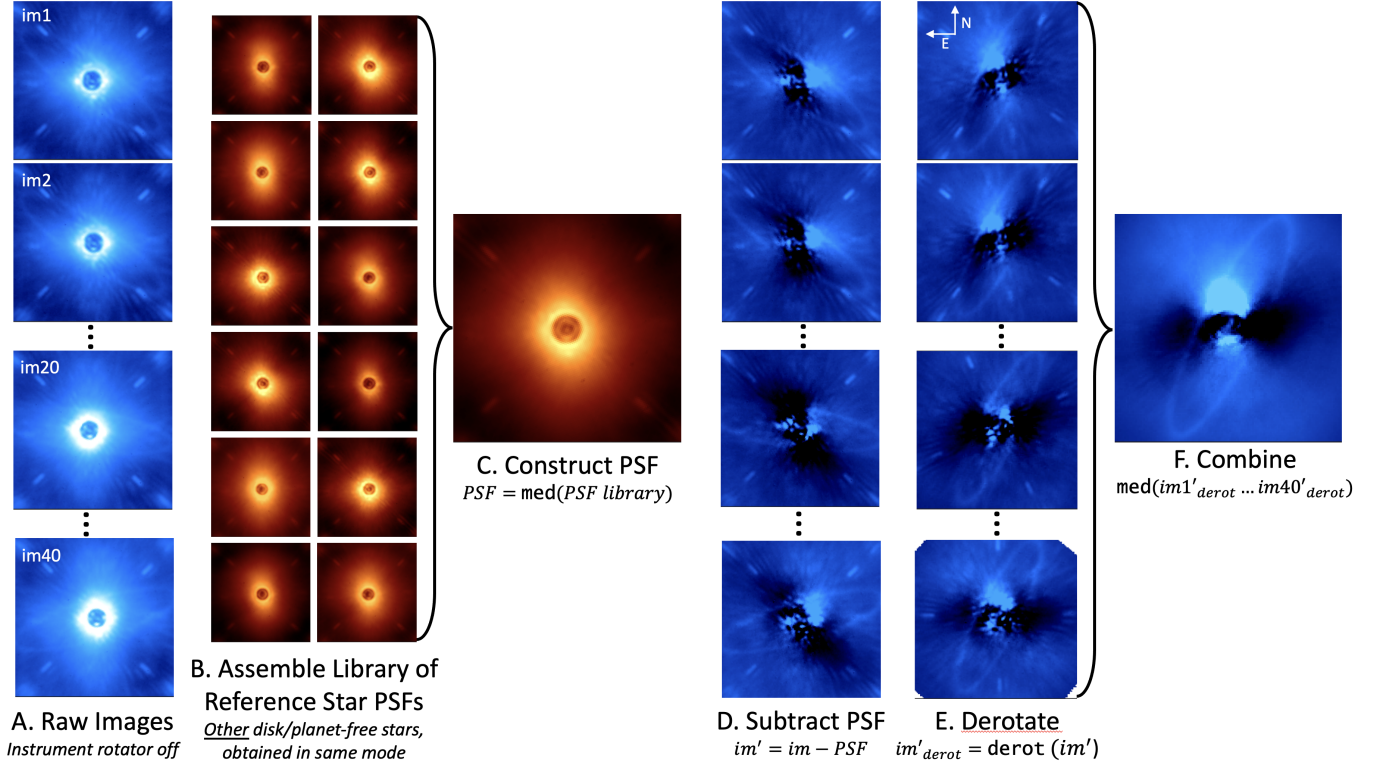 im1
im2
im20
im40
A. Raw Images
Instrument rotator off
B. Assemble Library of
Reference Star PSFs
Other disk/planet-free stars,
obtained in same mode
C. Construct PSF
PSF = med(PSF library)
D. Subtract PSF
im′ = im − PSF
N
E
E. Derotate
im′derot = derot (im′)
F. Combine
med(im1′derot … im40′derot)